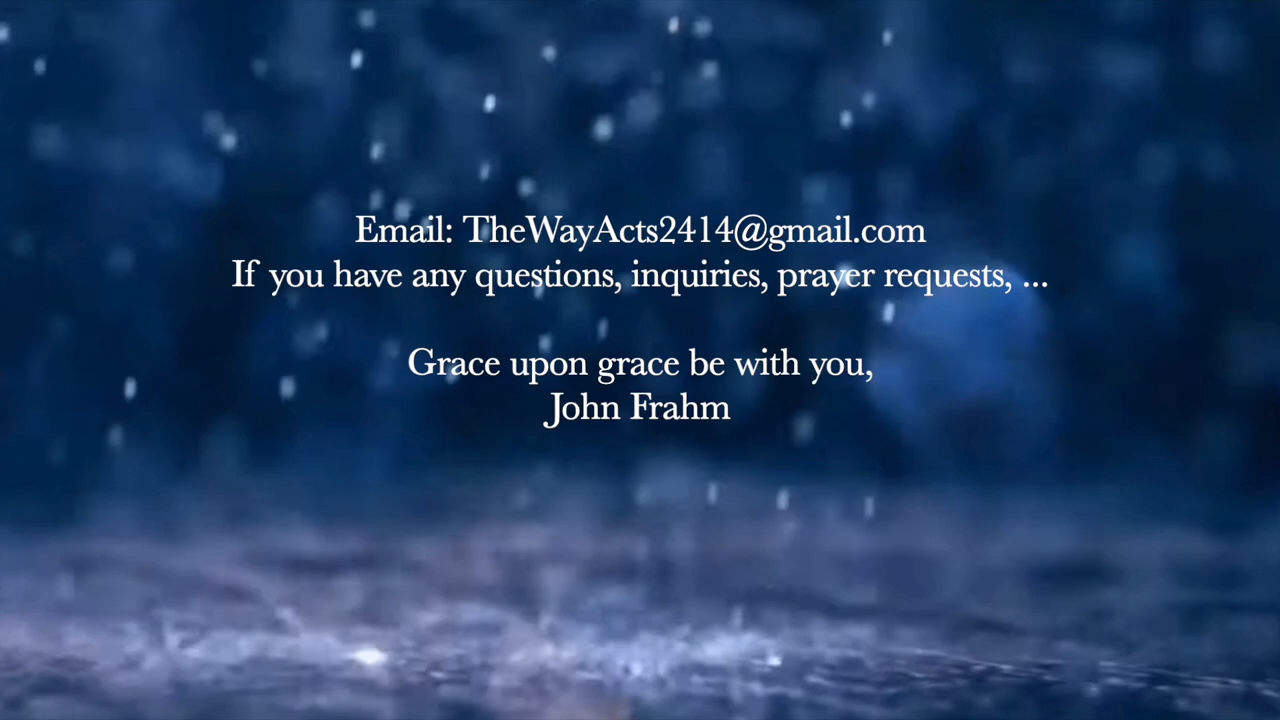 Email: TheWayActs2414@gmail.com
If you have any questions, inquiries, prayer requests, ...
Grace upon grace be with you,
John Frahm